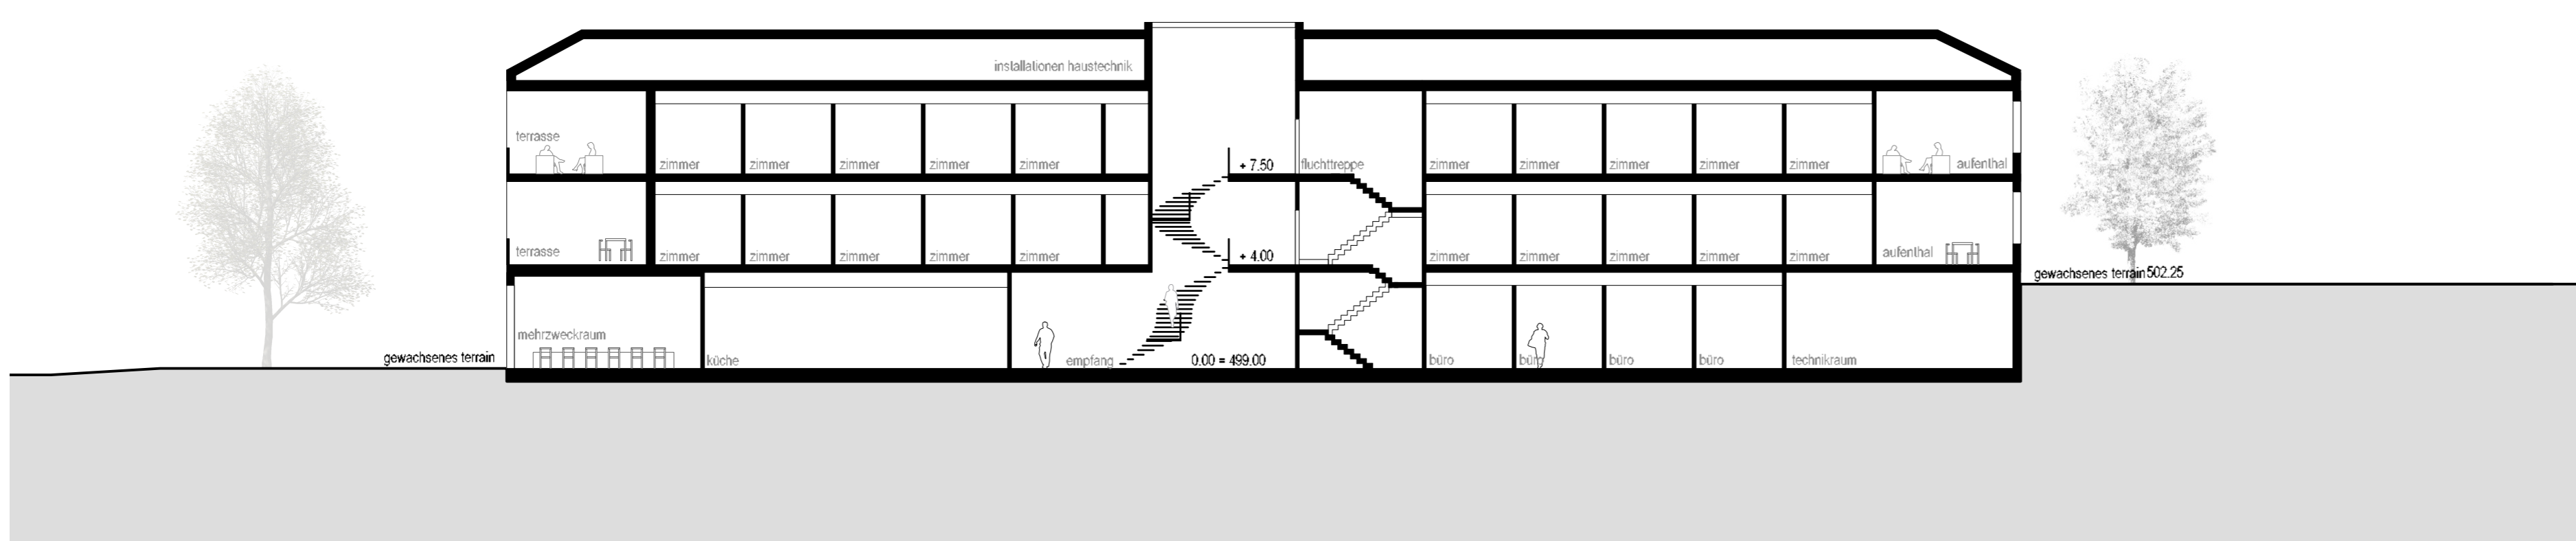 installationen haustechnik
terrasse
zimmer zimmer zimmer zimmer zimmer + 7.50 fluchttreppe zimmer zimmer zimmer zimmer zimmer aufenthal
terrasse zimmer zimmer zimmer zimmer zimmer + 4.00 zimmer zimmer zimmer zimmer zimmer aufenthal
gewachsenes terrain 502.25
mehrzweckraum
gewachsenes terrain küche empfang 0.00 = 499.00 büro büro büro büro technikraum